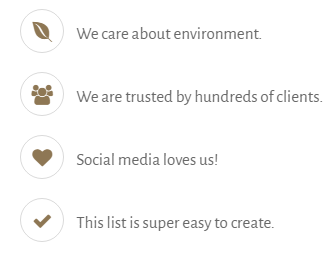 We care about environment.
We are trusted by hundreds of clients.
Social media loves us!
This list is super easy to create.